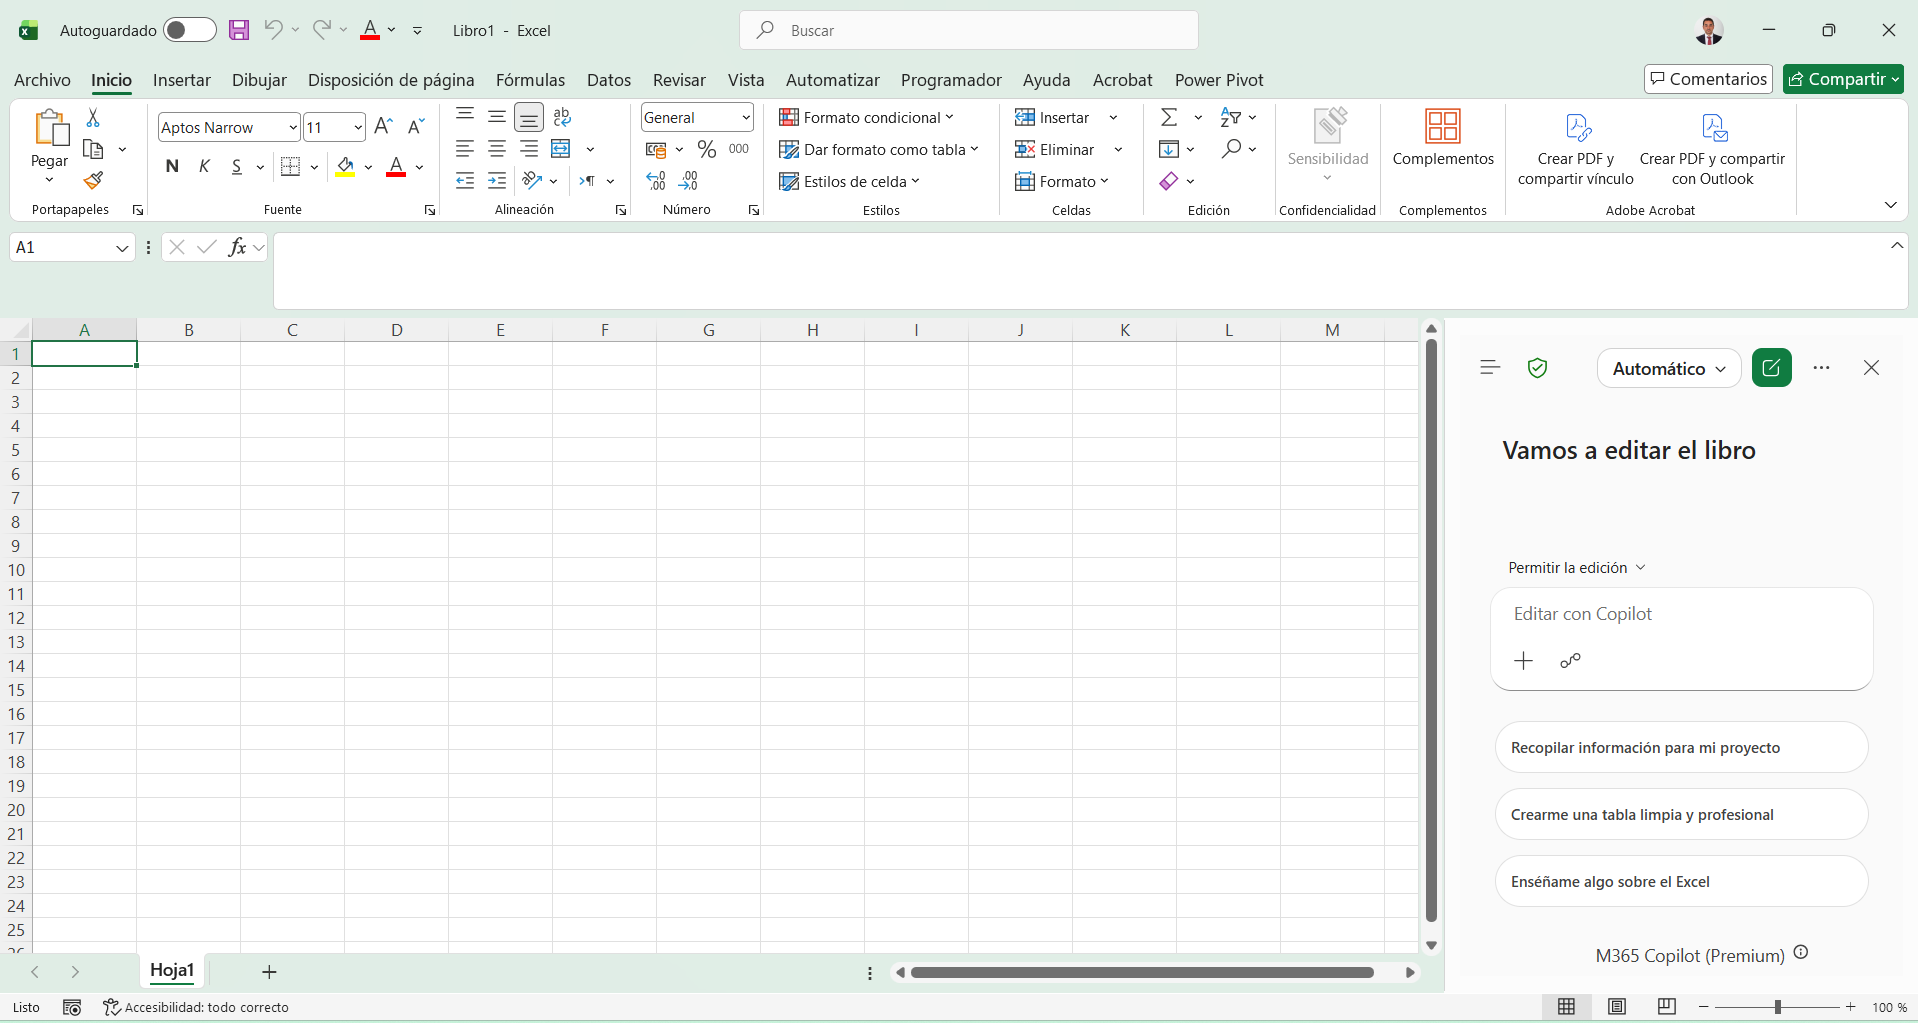 Autoguardado
Libro1 - Excel
Buscar
Archivo Inicio Insertar Dibujar Disposición de página Fórmulas Datos Revisar Vista Automatizar Programador Ayuda Acrobat Power Pivot
Comentarios
Compartir
Pegar
Portapapeles
Aptos Narrow 11
N K S
Fuente
ab
Alineación
General
% 000
Número
Formato condicional
Dar formato como tabla
Estilos de celda
Estilos
Insertar
Eliminar
Formato
Celdas
Edición
Sensibilidad
Confidencialidad
Complementos
Complementos
Crear PDF y
compartir vínculo
Crear PDF y compartir
con Outlook
Adobe Acrobat
A1
fx
A B C D E F G H I J K L M
1
2
3
4
5
6
7
8
9
10
11
12
13
14
15
16
17
18
19
20
21
22
23
24
25
26
Automático
Vamos a editar el libro
Permitir la edición
Editar con Copilot
Recopilar información para mi proyecto
Crearme una tabla limpia y profesional
Enséñame algo sobre el Excel
M365 Copilot (Premium)
Hoja1
Listo
Accesibilidad: todo correcto
100 %